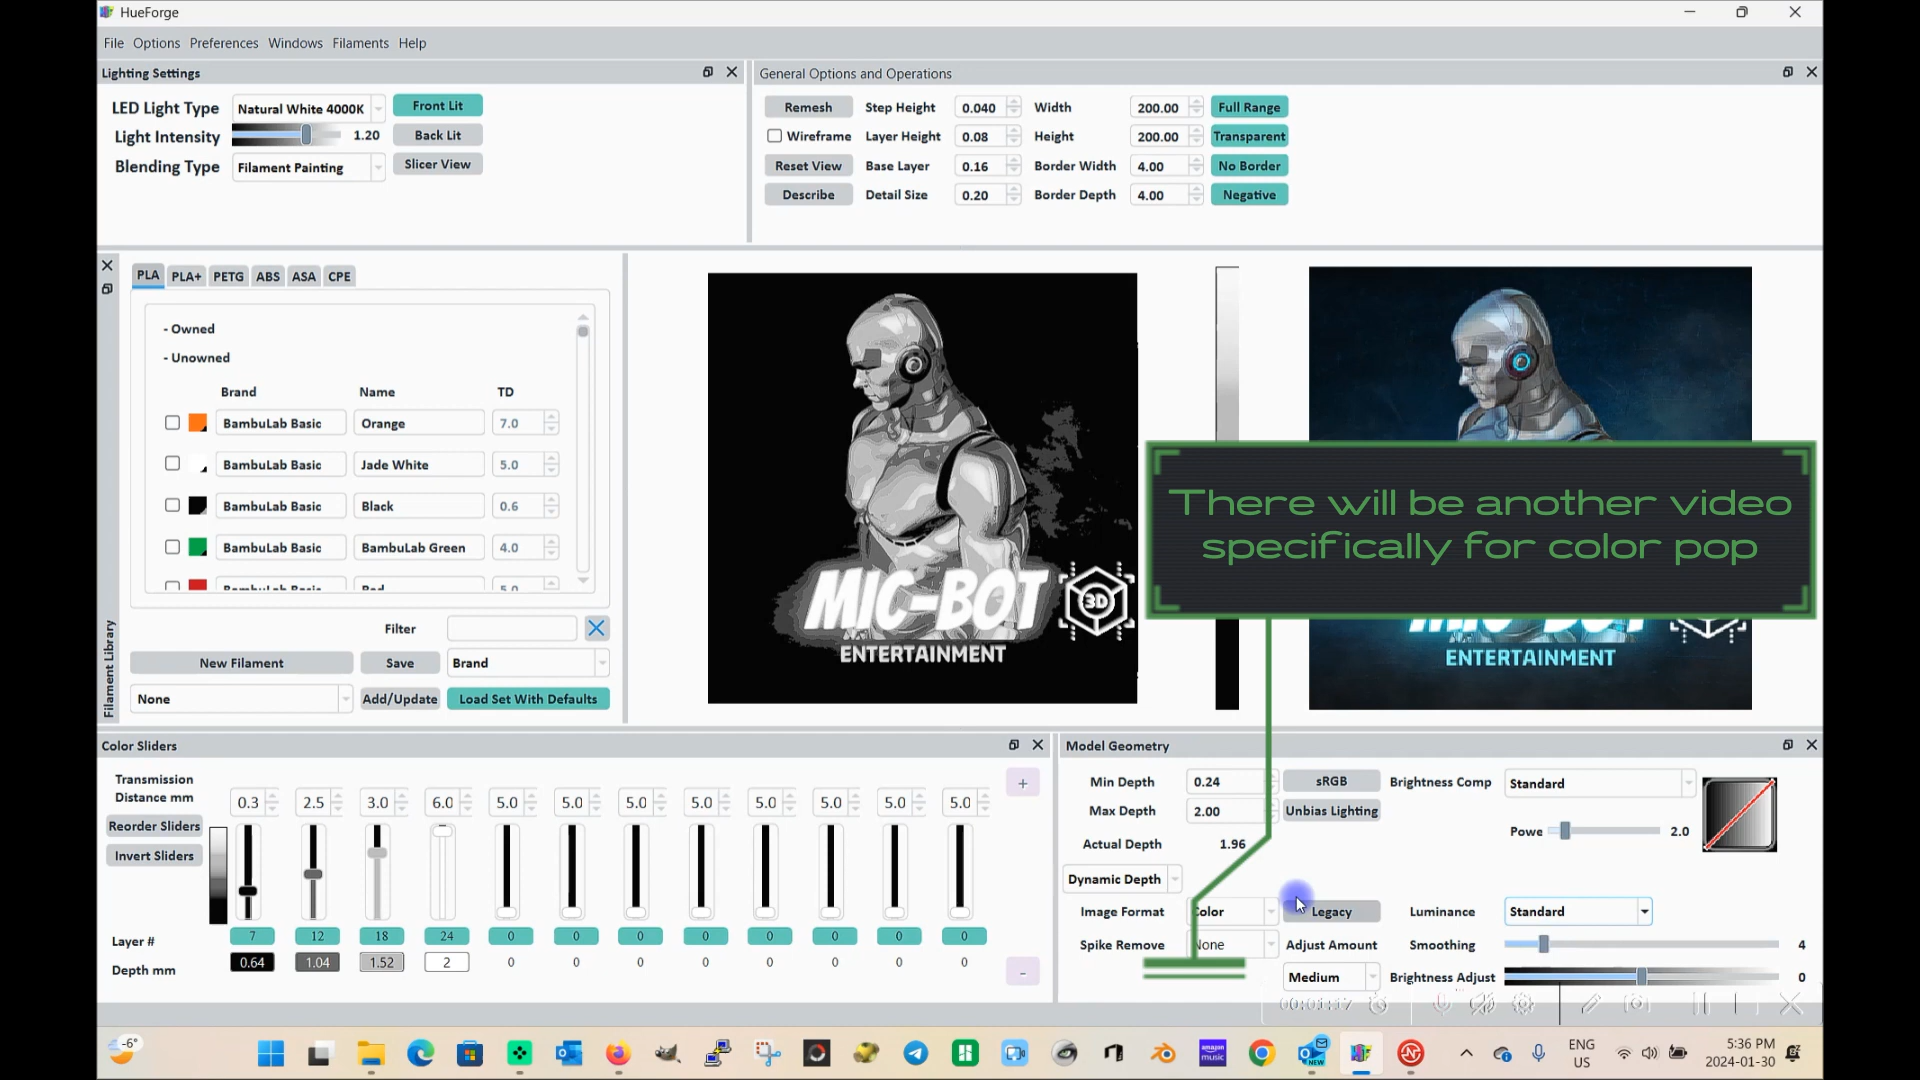 HueForge
File Options Preferences Windows Filaments Help
Lighting Settings
LED Light Type Natural White 4000K Front Lit
Light Intensity 1.20 Back Lit
Blending Type Filament Painting Slicer View
General Options and Operations
Remesh Step Height 0.040 Width 200.00 Full Range
Wireframe Layer Height 0.08 Height 200.00 Transparent
Reset View Base Layer 0.16 Border Width 4.00 No Border
Describe Detail Size 0.20 Border Depth 4.00 Negative
PLA PLA+ PETG ABS ASA CPE
- Owned
- Unowned
Brand Name TD
BambuLab Basic Orange 7.0
BambuLab Basic Jade White 5.0
BambuLab Basic Black 0.6
BambuLab Basic BambuLab Green 4.0
Filter
New Filament Save Brand
None Add/Update Load Set With Defaults
Filament Library
MIC-BOT
3D
ENTERTAINMENT
There will be another video
specifically for color pop
ENTERTAINMENT
Color Sliders
Transmission
Distance mm
0.3 2.5 3.0 6.0 5.0 5.0 5.0 5.0 5.0 5.0 5.0 5.0
+
Reorder Sliders
Invert Sliders
Layer # 7 12 18 24 0 0 0 0 0 0 0 0
Depth mm 0.64 1.04 1.52 2 0 0 0 0 0 0 0 0
-
Model Geometry
Min Depth 0.24 sRGB Brightness Comp Standard
Max Depth 2.00 Unbias Lighting
Powe 2.0
Actual Depth 1.96
Dynamic Depth
Image Format Color Legacy Luminance Standard
Spike Remove None Adjust Amount Smoothing 4
Medium Brightness Adjust 0
-6°
amazon music
NEW
ENG
US
5:36 PM
2024-01-30